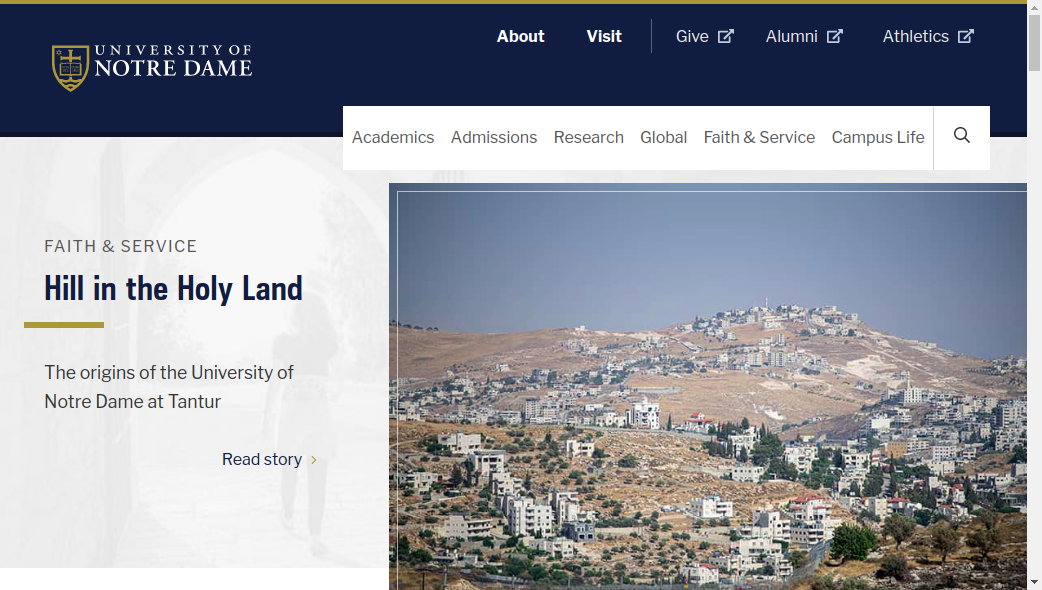 About
Visit
Give
Alumni
Athletics
UNIVERSITY OF
NOTRE DAME
Academics
Admissions
Research
Global
Faith & Service
Campus Life
FAITH & SERVICE
Hill in the Holy Land
The origins of the University of
Notre Dame at Tantur
Read story